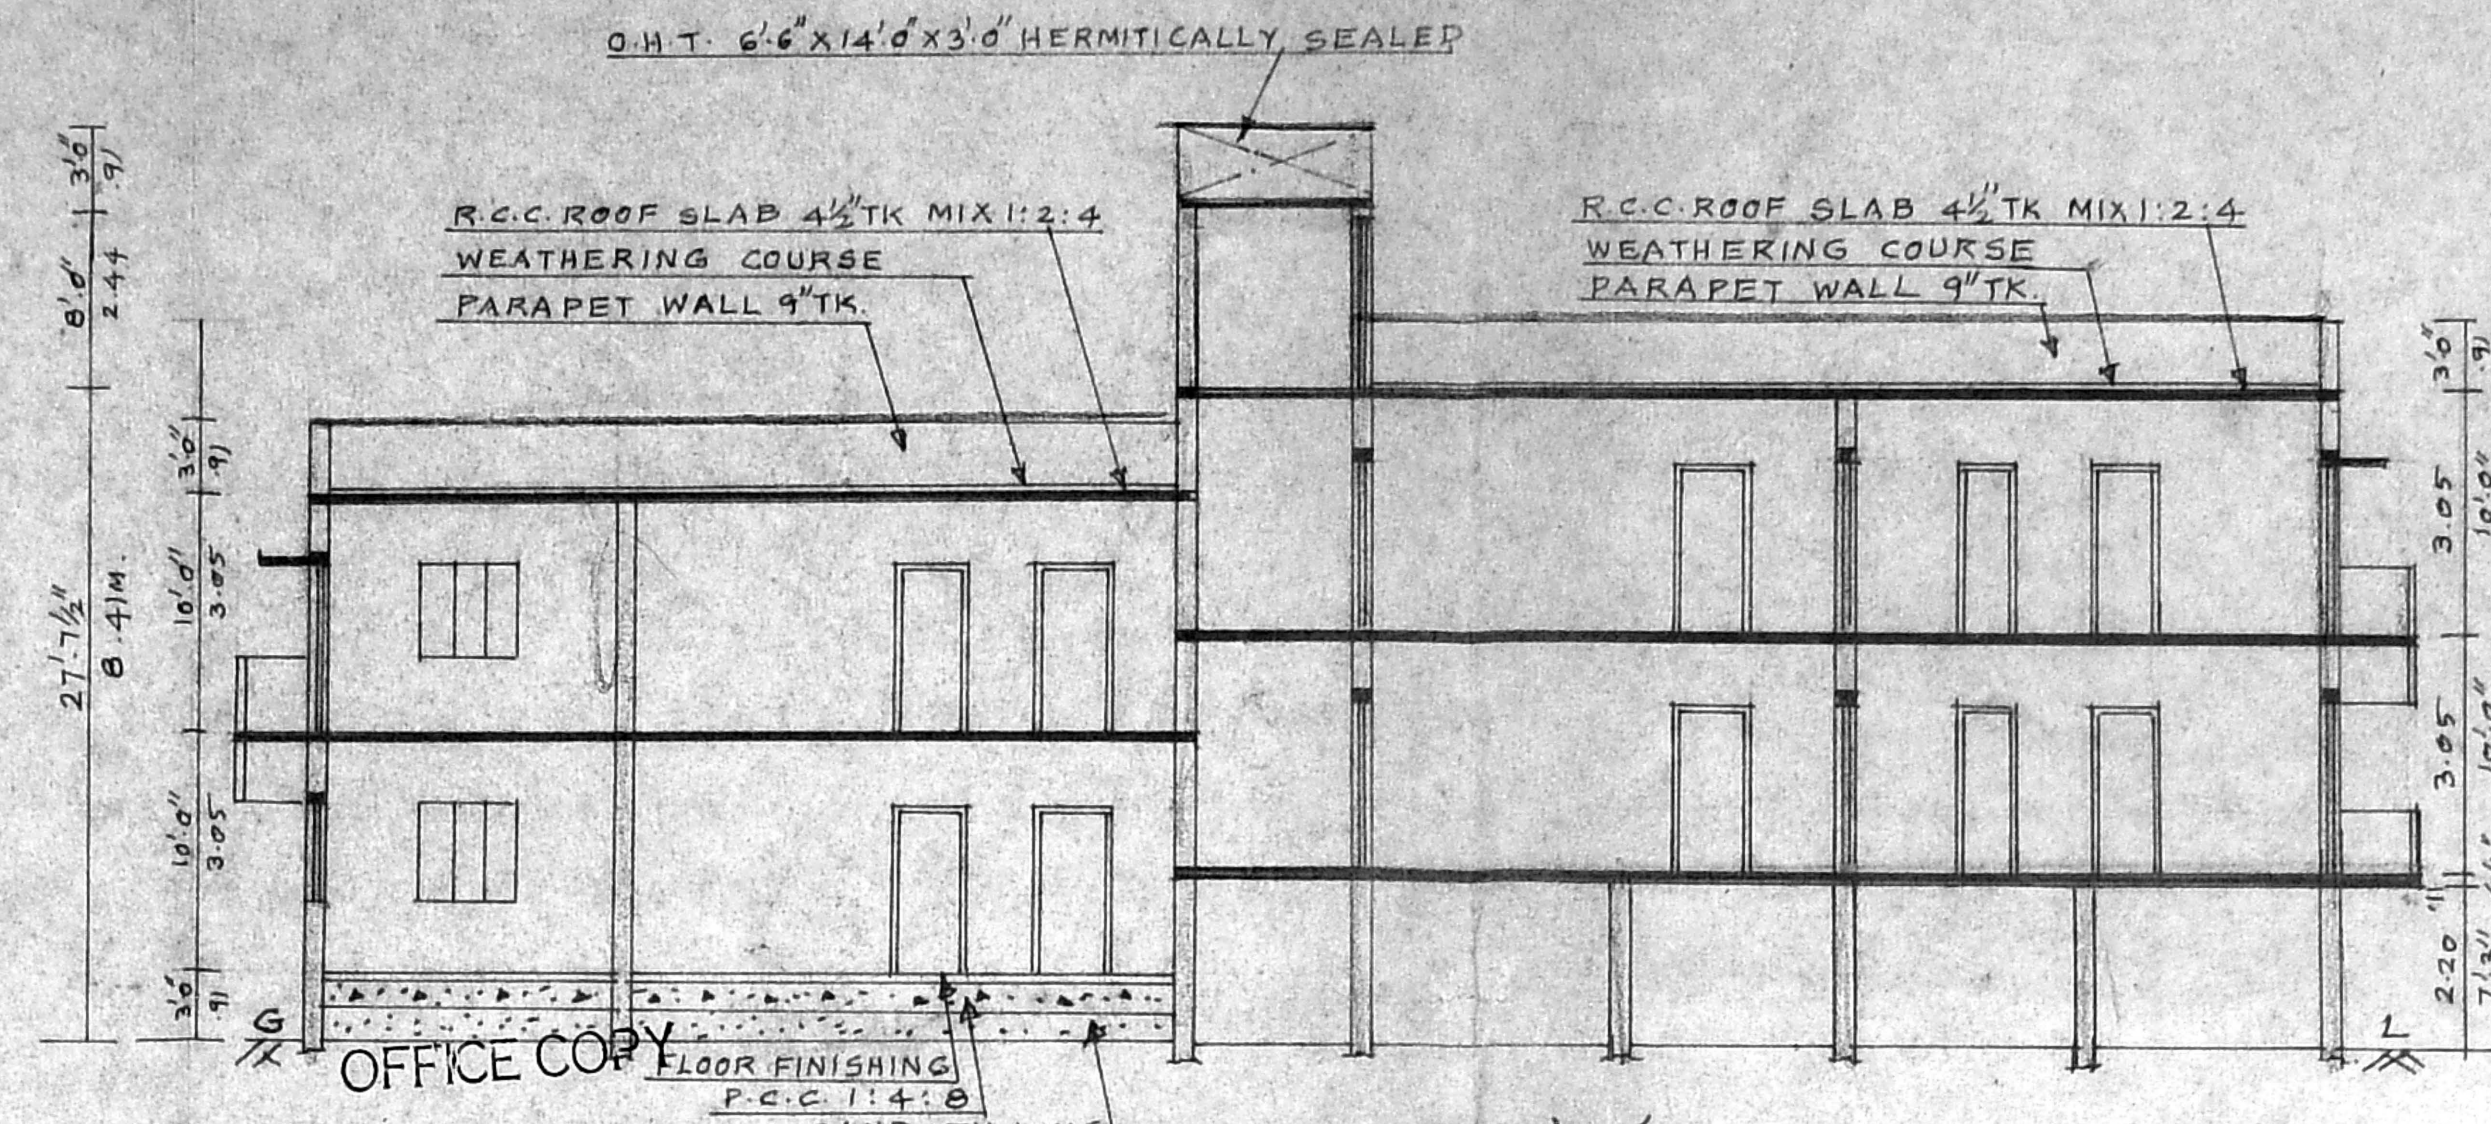 O.H.T. 6'.6" X 14'.0" X 3'.0" HERMITICALLY SEALED
R.C.C. ROOF SLAB 4½" TK MIX 1:2:4
WEATHERING COURSE
PARAPET WALL 9" TK.
R.C.C. ROOF SLAB 4½" TK MIX 1:2:4
WEATHERING COURSE
PARAPET WALL 9" TK.
3'.0"
.91
8'.0"
2.44
27'.7½"
8.41M.
3'.0"
.91
10'.0"
3.05
10'.0"
3.05
3'.0"
.91
3'.0"
.91
3.05
10'.0"
3.05
10'.0"
2.20
G
L
OFFICE COPY
FLOOR FINISHING
P.C.C. 1:4:8